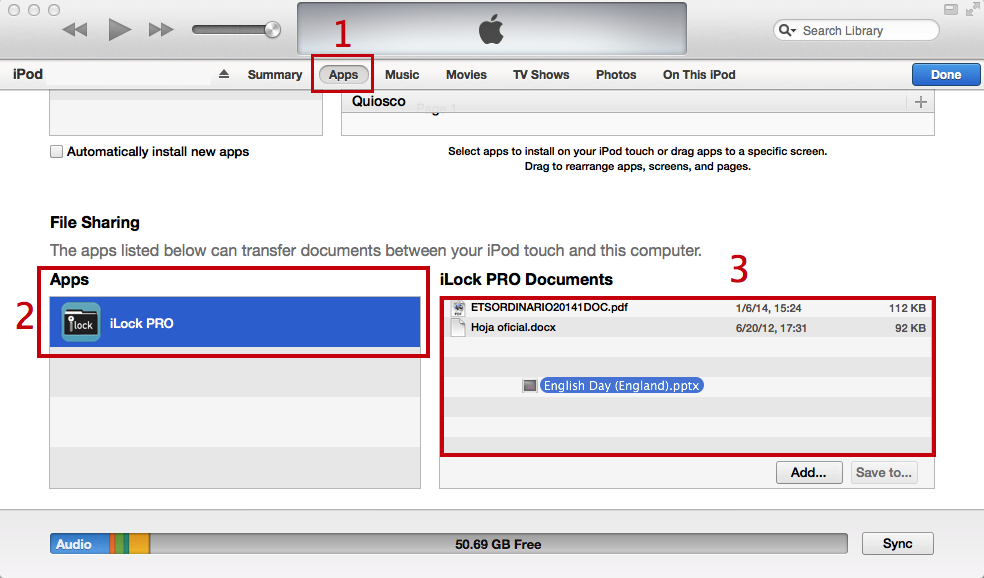 Search Library
1
iPod
Summary
Apps
Music
Movies
TV Shows
Photos
On This iPod
Done
Quiosco
Page 1
Automatically install new apps
Select apps to install on your iPod touch or drag apps to a specific screen.
Drag to rearrange apps, screens, and pages.
File Sharing
The apps listed below can transfer documents between your iPod touch and this computer.
Apps
2
iLock
iLock PRO
iLock PRO Documents
3
ETSORDINARIO20141DOC.pdf 1/6/14, 15:24 112 KB
Hoja oficial.docx 6/20/12, 17:31 92 KB
English Day (England).pptx
Add...
Save to...
Audio
50.69 GB Free
Sync